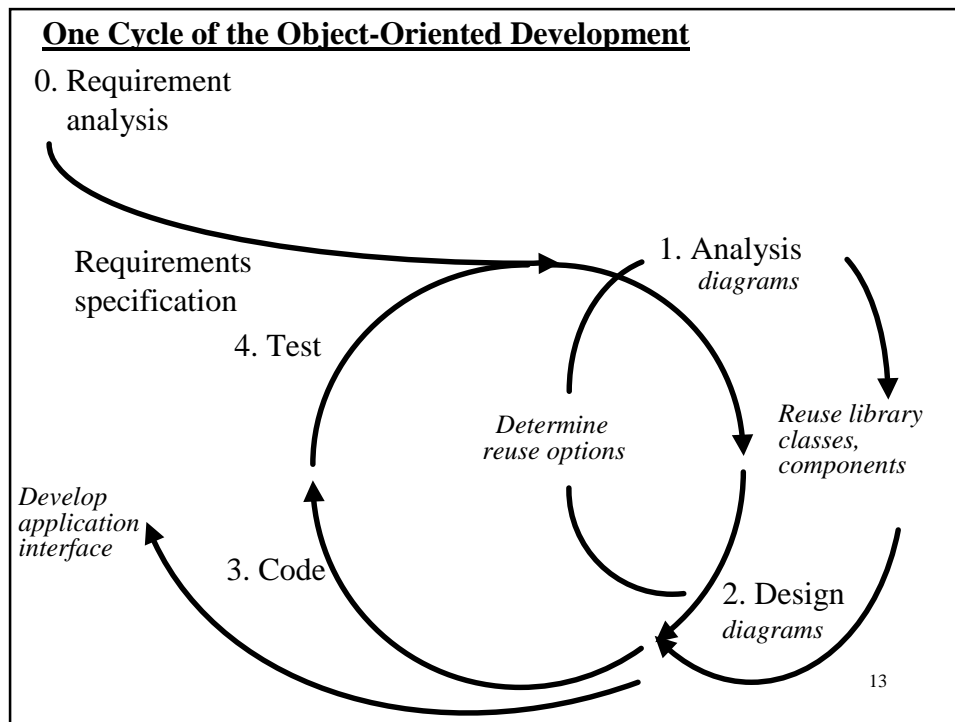 One Cycle of the Object-Oriented Development
0. Requirement
analysis
Requirements
specification
1. Analysis
diagrams
4. Test
Determine
reuse options
Reuse library
classes,
components
Develop
application
interface
3. Code
2. Design
diagrams
13